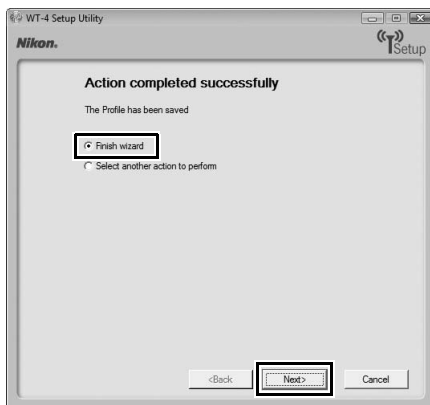 WT-4 Setup Utility
Nikon.
Setup
Action completed successfully
The Profile has been saved
Finish wizard
Select another action to perform
<Back Next> Cancel